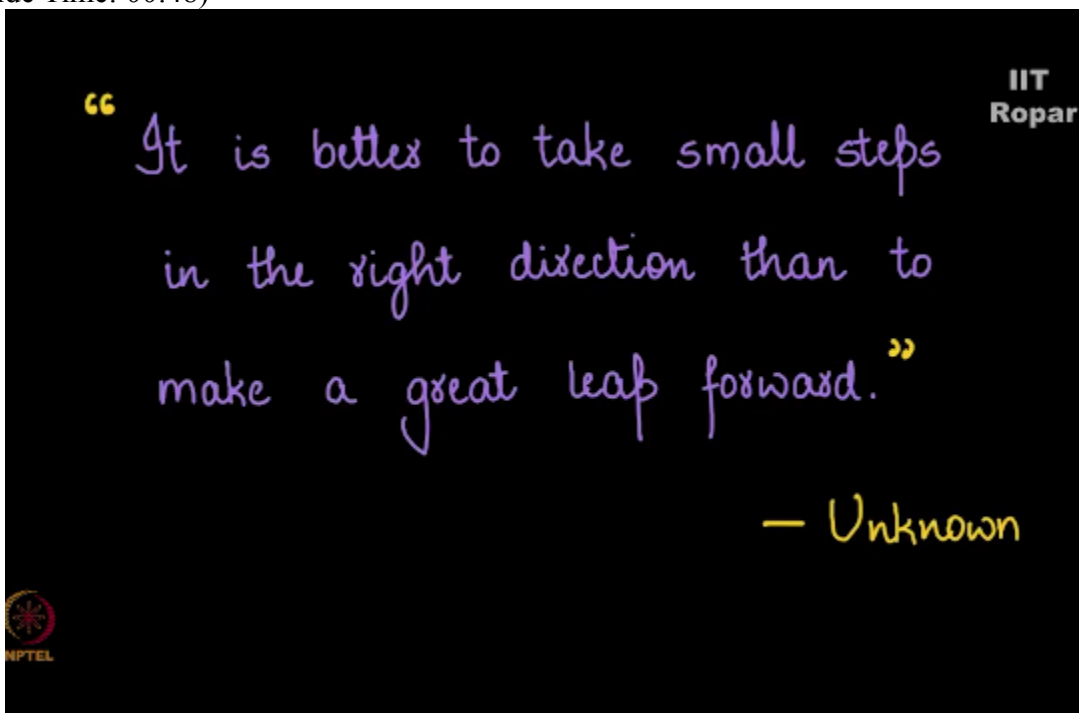 IIT
Ropar
“ It is better to take small steps
in the right direction than to
make a great leap forward. ”
— Unknown
NPTEL